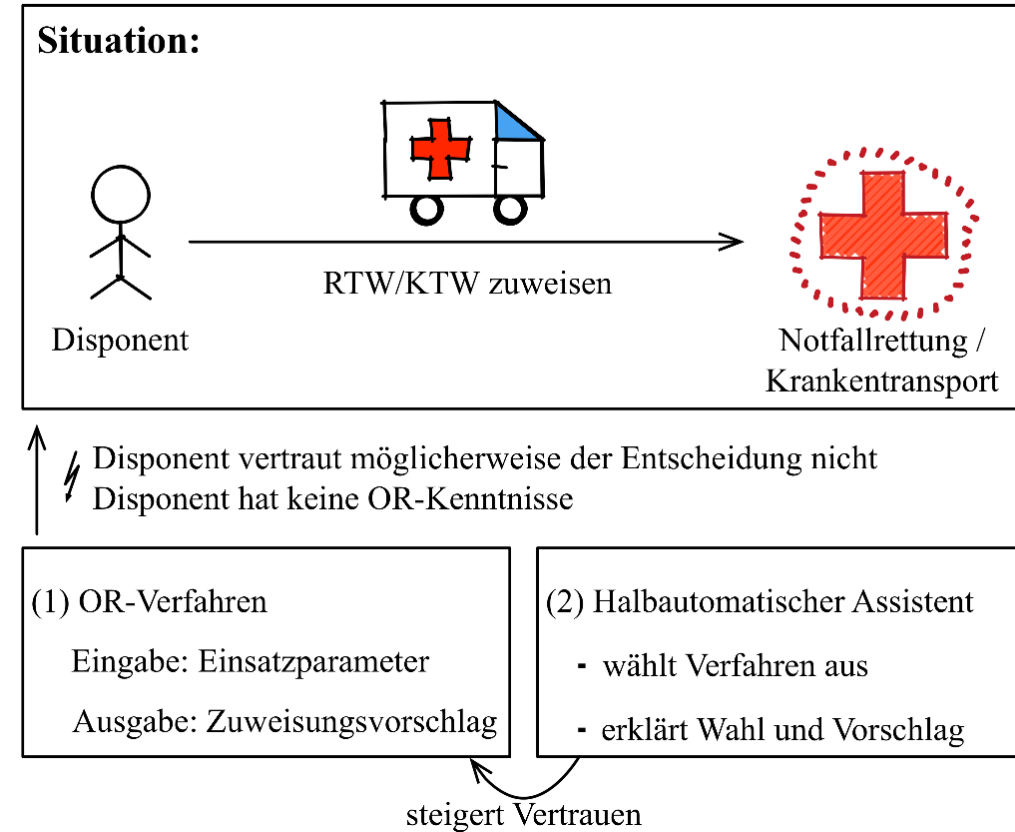 Situation:
RTW/KTW zuweisen
Disponent
Notfallrettung /
Krankentransport
Disponent vertraut möglicherweise der Entscheidung nicht
Disponent hat keine OR-Kenntnisse
(1) OR-Verfahren
Eingabe: Einsatzparameter
Ausgabe: Zuweisungsvorschlag
(2) Halbautomatischer Assistent
- wählt Verfahren aus
- erklärt Wahl und Vorschlag
steigert Vertrauen